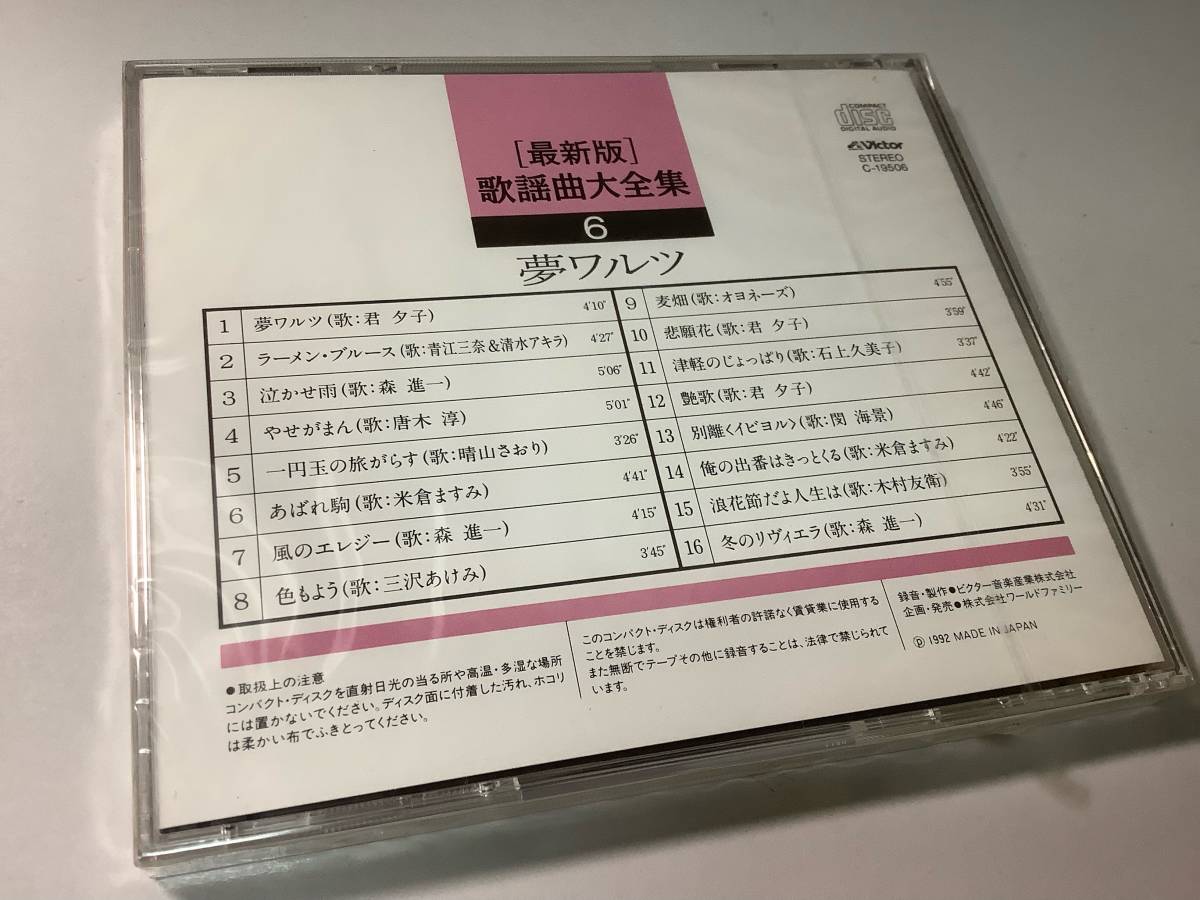 COMPACT
disc
DIGITAL AUDIO
Victor
STEREO
C-19506
[最新版]
歌謡曲大全集
6
夢ワルツ
1 夢ワルツ(歌:君 夕子) 4'10"
2 ラーメン・ブルース(歌:青江三奈&清水アキラ) 4'27"
3 泣かせ雨(歌:森 進一) 5'06"
4 やせがまん(歌:唐木 淳) 5'01"
5 一円玉の旅がらす(歌:晴山さおり) 3'26"
6 あばれ駒(歌:米倉ますみ) 4'41"
7 風のエレジー(歌:森 進一) 4'15"
8 色もよう(歌:三沢あけみ) 3'45"
9 麦畑(歌:オヨネーズ) 4'55"
10 悲願花(歌:君 夕子) 3'59"
11 津軽のじょっぱり(歌:石上久美子) 3'37"
12 艶歌(歌:君 夕子) 4'42"
13 別離〈イビヨル〉(歌:閔 海景) 4'46"
14 俺の出番はきっとくる(歌:米倉ますみ) 4'22"
15 浪花節だよ人生は(歌:木村友衛) 3'55"
16 冬のリヴィエラ(歌:森 進一) 4'31"
●取扱上の注意
コンパクト・ディスクを直射日光の当る所や高温・多湿な場所
には置かないでください。ディスク面に付着した汚れ、ホコリ
は柔かい布でふきとってください。
このコンパクト・ディスクは権利者の許諾なく賃貸業に使用する
ことを禁じます。
また無断でテープその他に録音することは、法律で禁じられて
います。
録音・製作●ビクター音楽産業株式会社
企画・発売●株式会社ワールドファミリー
Ⓟ 1992 MADE IN JAPAN